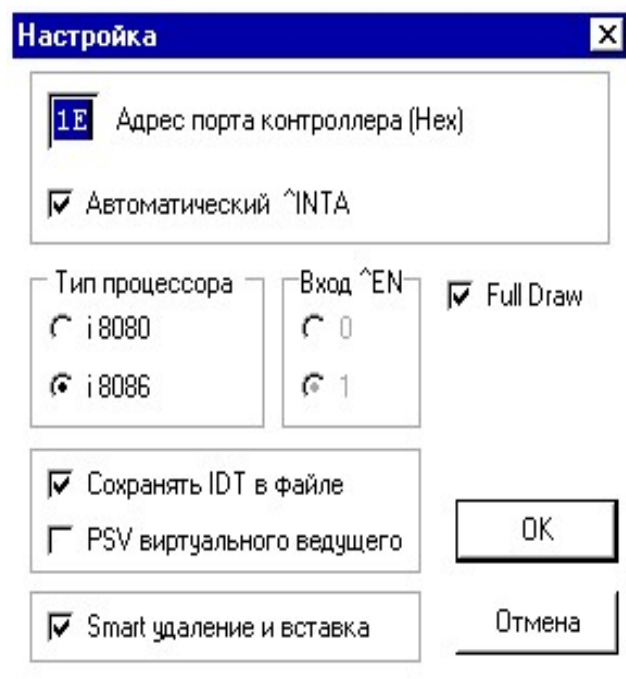 Настройка
1E Адрес порта контроллера (Hex)
Автоматический ^INTA
Тип процессора
i 8080
i 8086
Вход ^EN
0
1
Full Draw
Сохранять IDT в файле
PSV виртуального ведущего
OK
Smart удаление и вставка
Отмена